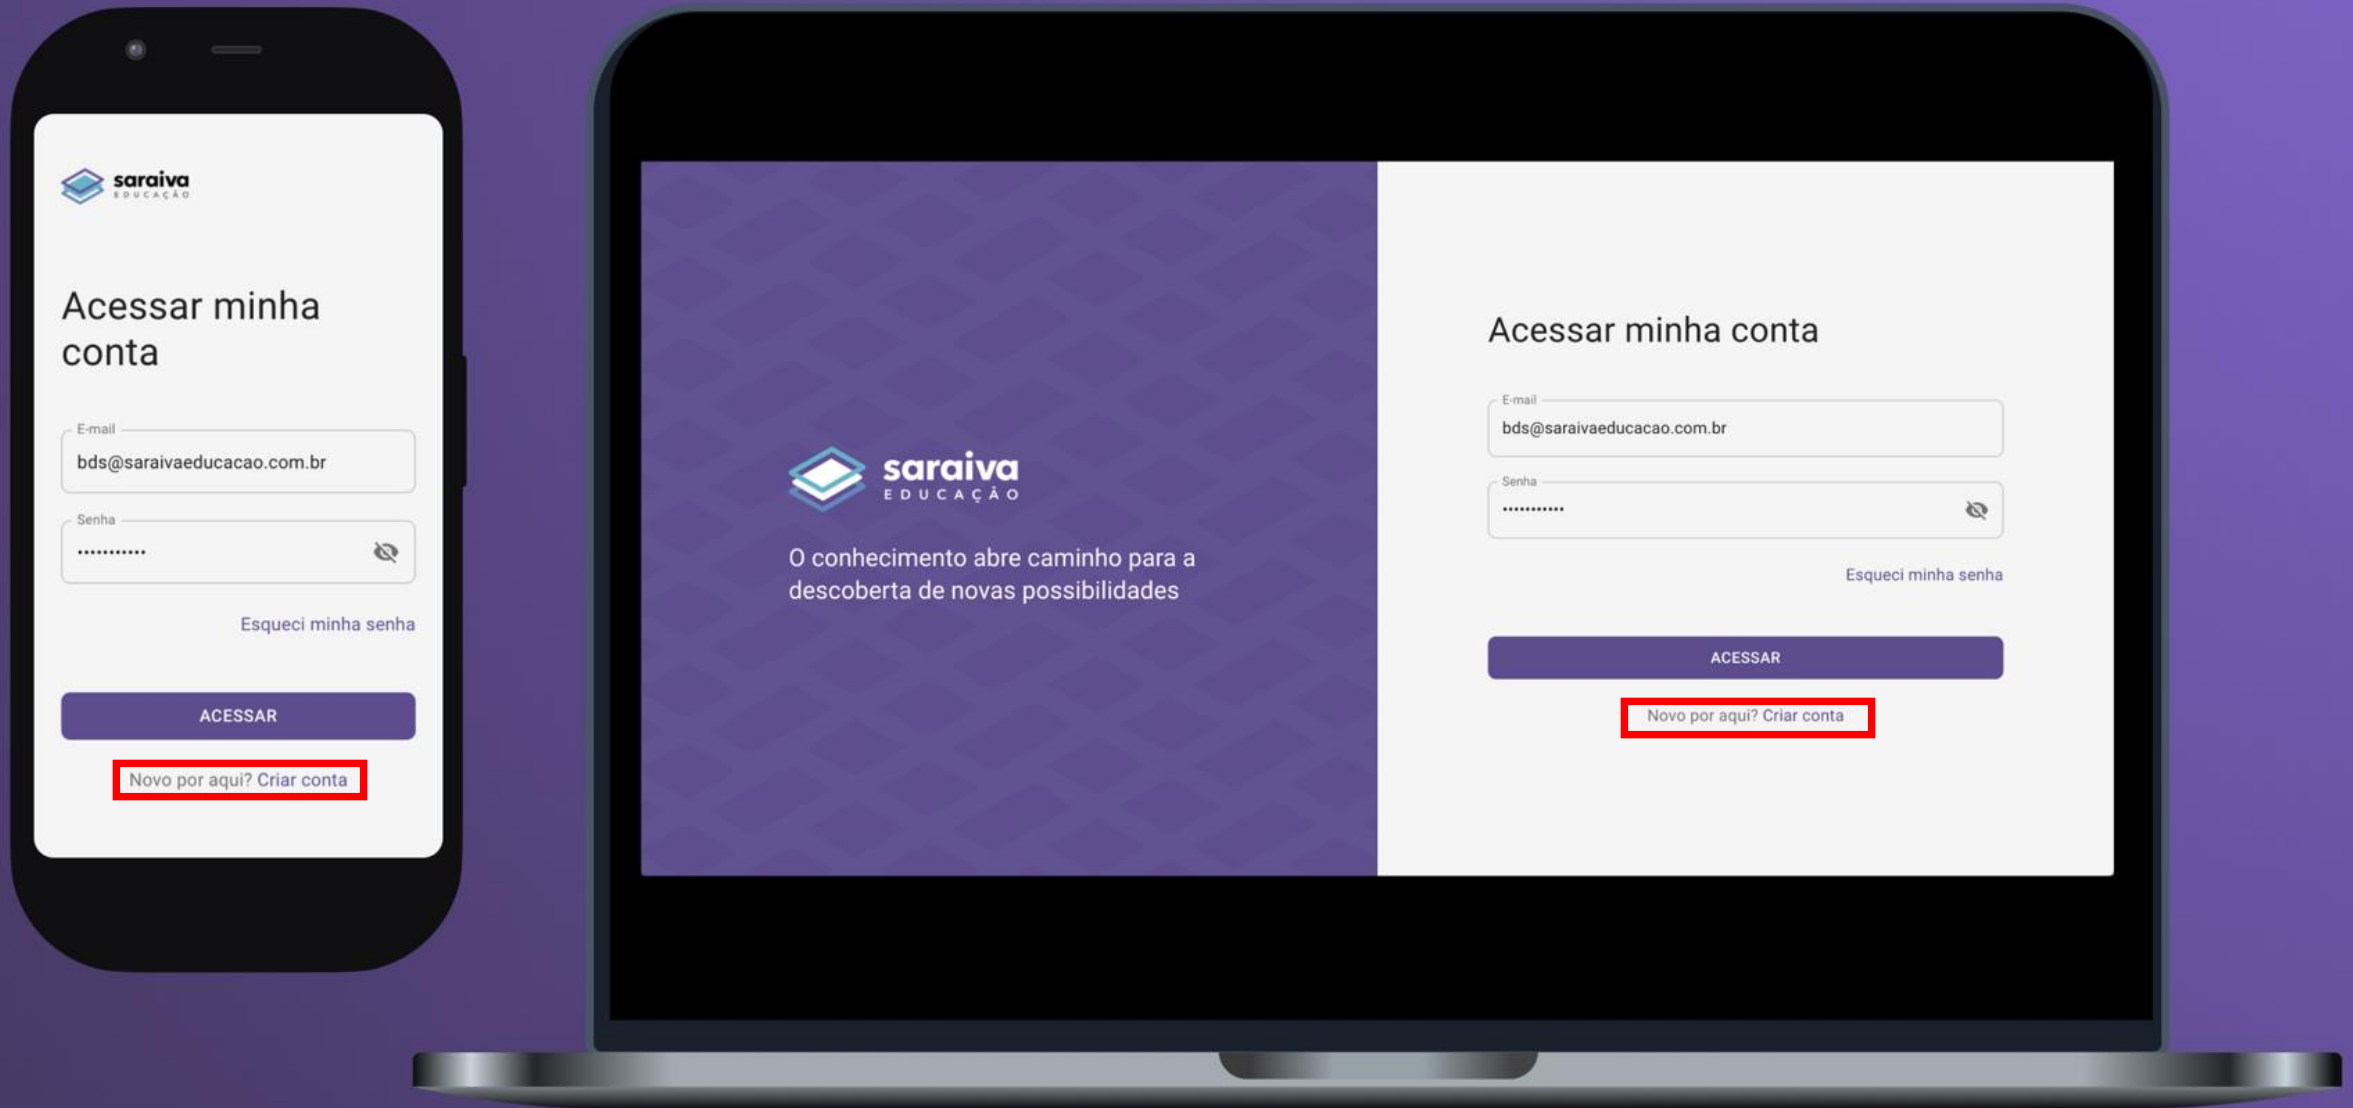 saraiva
EDUCAÇÃO
Acessar minha
conta
E-mail
bds@saraivaeducacao.com.br
Senha
Esqueci minha senha
ACESSAR
Novo por aqui? Criar conta
saraiva
EDUCAÇÃO
O conhecimento abre caminho para a
descoberta de novas possibilidades
Acessar minha conta
E-mail
bds@saraivaeducacao.com.br
Senha
Esqueci minha senha
ACESSAR
Novo por aqui? Criar conta